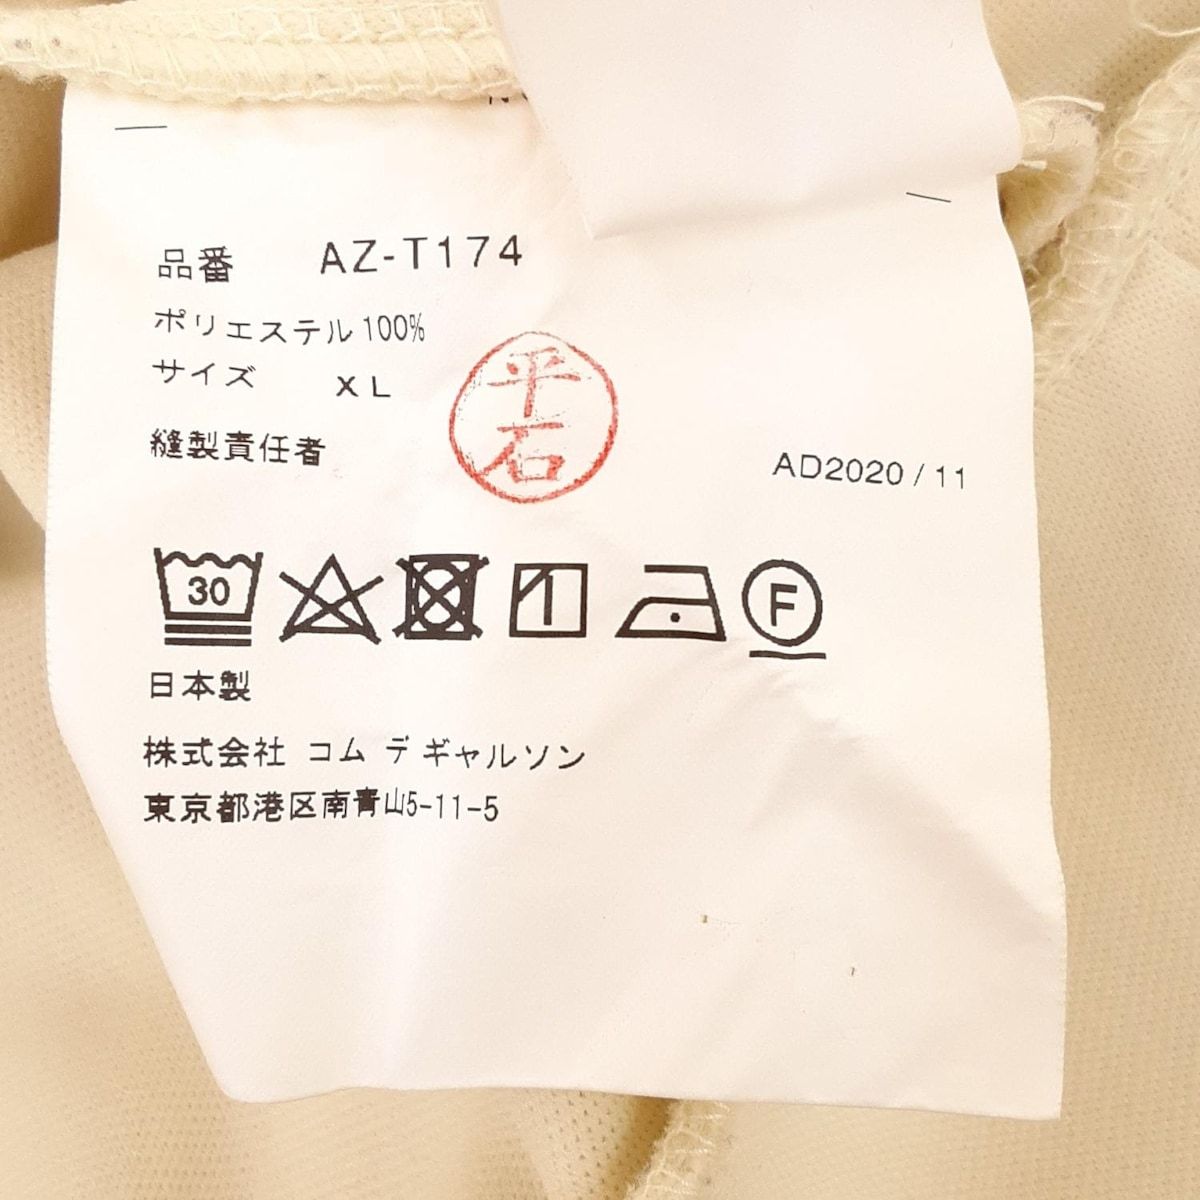 品番 AZ-T174
ポリエステル100%
サイズ XL
縫製責任者
平石
AD2020/11
30
F
日本製
株式会社 コム デ ギャルソン
東京都港区南青山5-11-5